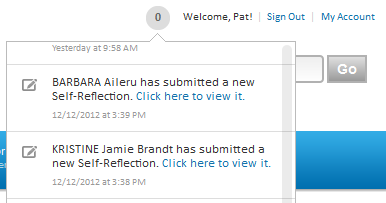 0 Welcome, Pat! | Sign Out | My Account
Yesterday at 9:58 AM
Go
BARBARA Aileru has submitted a new
Self-Reflection. Click here to view it.
12/12/2012 at 3:39 PM
KRISTINE Jamie Brandt has submitted a
new Self-Reflection. Click here to view it.
12/12/2012 at 3:38 PM